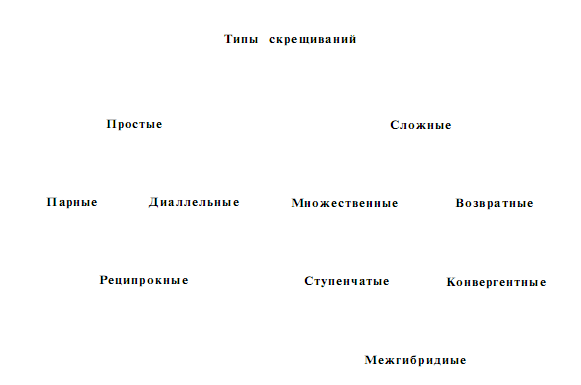 Типы скрещиваний
Простые Сложные
Парные Диаллельные Множественные Возвратные
Реципрокные Ступенчатые Конвергентные
Межгибридные